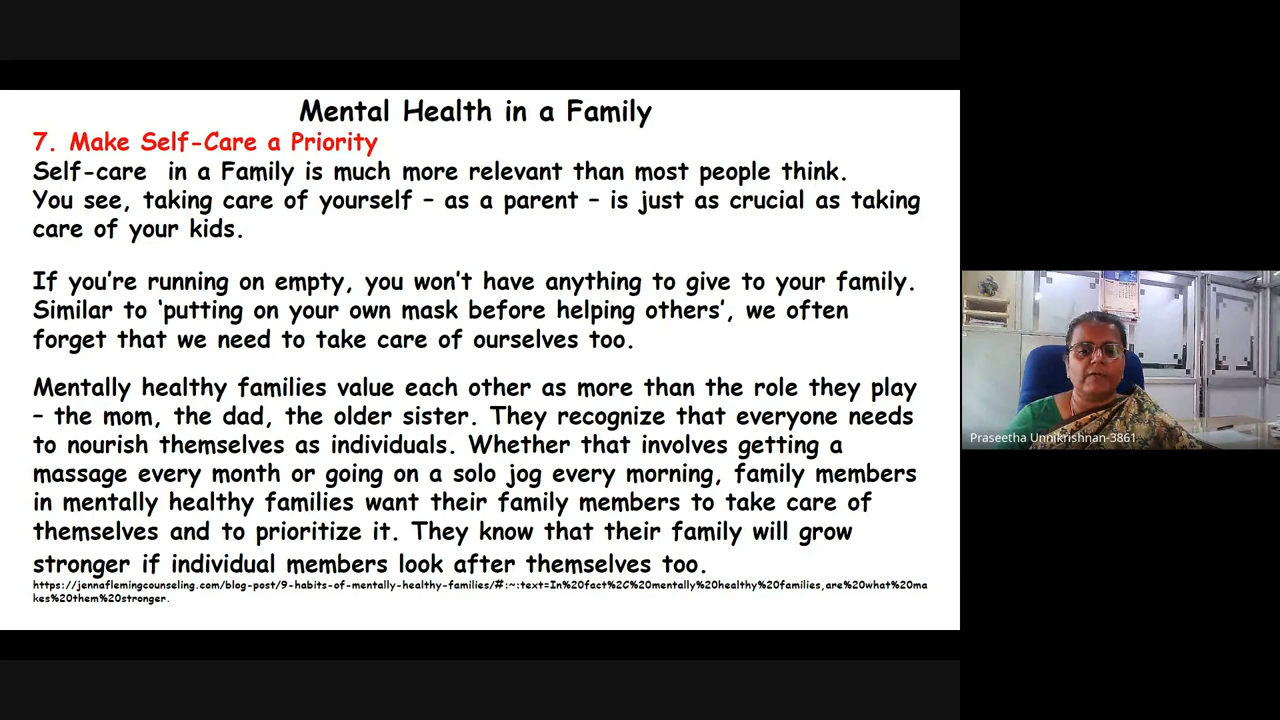 Mental Health in a Family
7. Make Self-Care a Priority
Self-care  in a Family is much more relevant than most people think.
You see, taking care of yourself – as a parent – is just as crucial as taking
care of your kids.
If you’re running on empty, you won’t have anything to give to your family.
Similar to ‘putting on your own mask before helping others’, we often
forget that we need to take care of ourselves too.
Mentally healthy families value each other as more than the role they play
– the mom, the dad, the older sister. They recognize that everyone needs
to nourish themselves as individuals. Whether that involves getting a
massage every month or going on a solo jog every morning, family members
in mentally healthy families want their family members to take care of
themselves and to prioritize it. They know that their family will grow
stronger if individual members look after themselves too.
https://jennaflemingcounseling.com/blog-post/9-habits-of-mentally-healthy-families/#:~:text=In%20fact%2C%20mentally%20healthy%20families,are%20what%20ma
kes%20them%20stronger.
Praseetha Unnikrishnan-3861